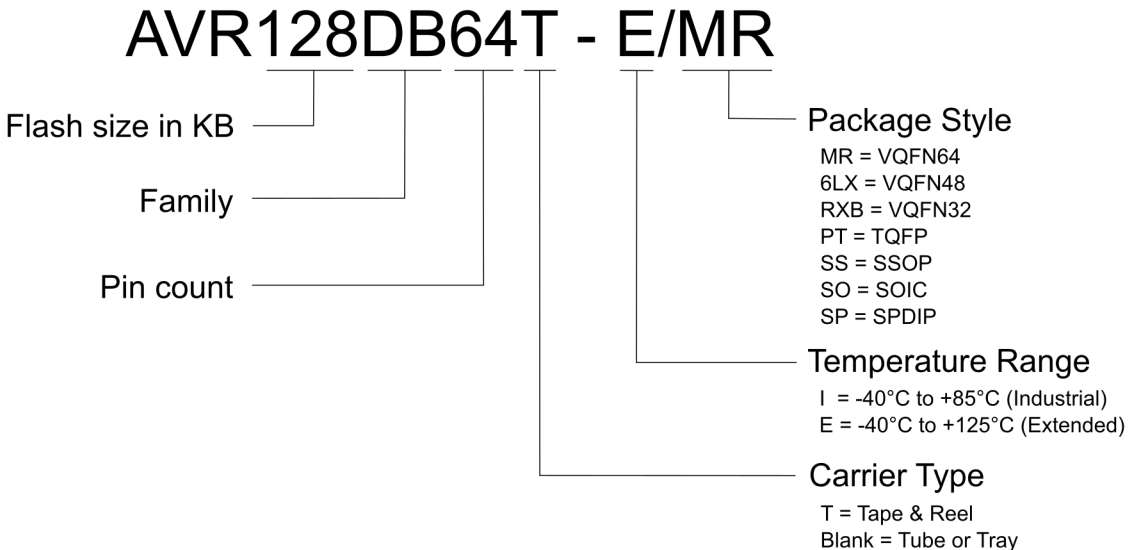 AVR128DB64T - E/MR
Flash size in KB
Family
Pin count
Package Style
MR = VQFN64
6LX = VQFN48
RXB = VQFN32
PT = TQFP
SS = SSOP
SO = SOIC
SP = SPDIP
Temperature Range
I = -40°C to +85°C (Industrial)
E = -40°C to +125°C (Extended)
Carrier Type
T = Tape & Reel
Blank = Tube or Tray